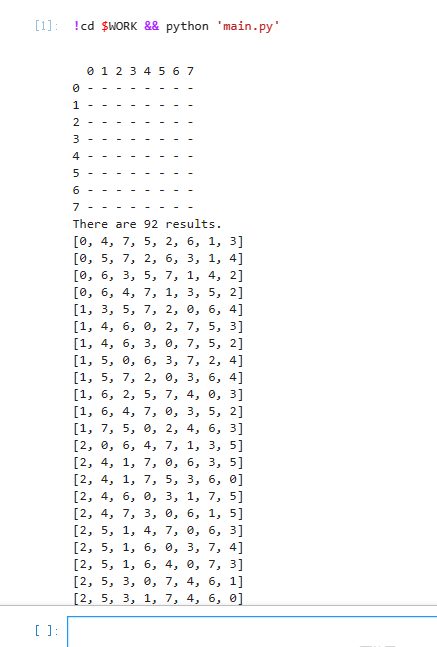 [1]: !cd $WORK && python 'main.py'
0 1 2 3 4 5 6 7
0 - - - - - - - -
1 - - - - - - - -
2 - - - - - - - -
3 - - - - - - - -
4 - - - - - - - -
5 - - - - - - - -
6 - - - - - - - -
7 - - - - - - - -
There are 92 results.
[0, 4, 7, 5, 2, 6, 1, 3]
[0, 5, 7, 2, 6, 3, 1, 4]
[0, 6, 3, 5, 7, 1, 4, 2]
[0, 6, 4, 7, 1, 3, 5, 2]
[1, 3, 5, 7, 2, 0, 6, 4]
[1, 4, 6, 0, 2, 7, 5, 3]
[1, 4, 6, 3, 0, 7, 5, 2]
[1, 5, 0, 6, 3, 7, 2, 4]
[1, 5, 7, 2, 0, 3, 6, 4]
[1, 6, 2, 5, 7, 4, 0, 3]
[1, 6, 4, 7, 0, 3, 5, 2]
[1, 7, 5, 0, 2, 4, 6, 3]
[2, 0, 6, 4, 7, 1, 3, 5]
[2, 4, 1, 7, 0, 6, 3, 5]
[2, 4, 1, 7, 5, 3, 6, 0]
[2, 4, 6, 0, 3, 1, 7, 5]
[2, 4, 7, 3, 0, 6, 1, 5]
[2, 5, 1, 4, 7, 0, 6, 3]
[2, 5, 1, 6, 0, 3, 7, 4]
[2, 5, 1, 6, 4, 0, 7, 3]
[2, 5, 3, 0, 7, 4, 6, 1]
[2, 5, 3, 1, 7, 4, 6, 0]
[ ]: